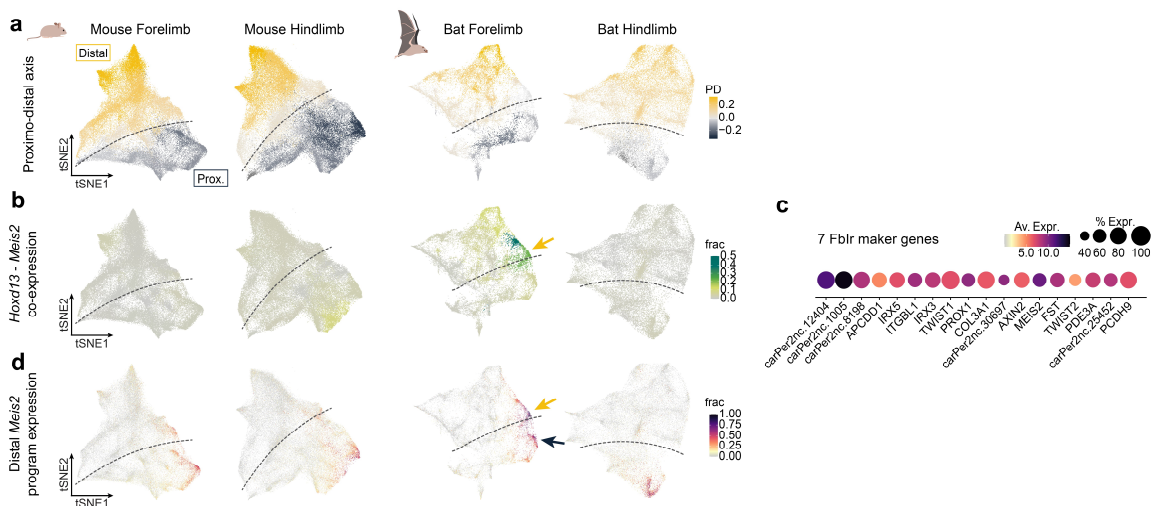 a
Mouse Forelimb
Mouse Hindlimb
Bat Forelimb
Bat Hindlimb
Proximo-distal axis
Distal
Prox.
tSNE2
tSNE1
PD
0.2
0.0
−0.2
b
Hoxd13 - Meis2
co-expression
tSNE2
tSNE1
frac
0.5
0.4
0.3
0.2
0.1
0.0
c
7 FbIr maker genes
Av. Expr.
5.0 10.0
% Expr.
40 60 80 100
carPer2nc.12404
carPer2nc.1005
carPer2nc.8198
APCDD1
IRX5
ITGBL1
IRX3
TWIST1
PROX1
COL3A1
carPer2nc.30697
AXIN2
MEIS2
FST
TWIST2
PDE3A
carPer2nc.25452
PCDH9
d
Distal Meis2
program expression
tSNE2
tSNE1
frac
1.00
0.75
0.50
0.25
0.00